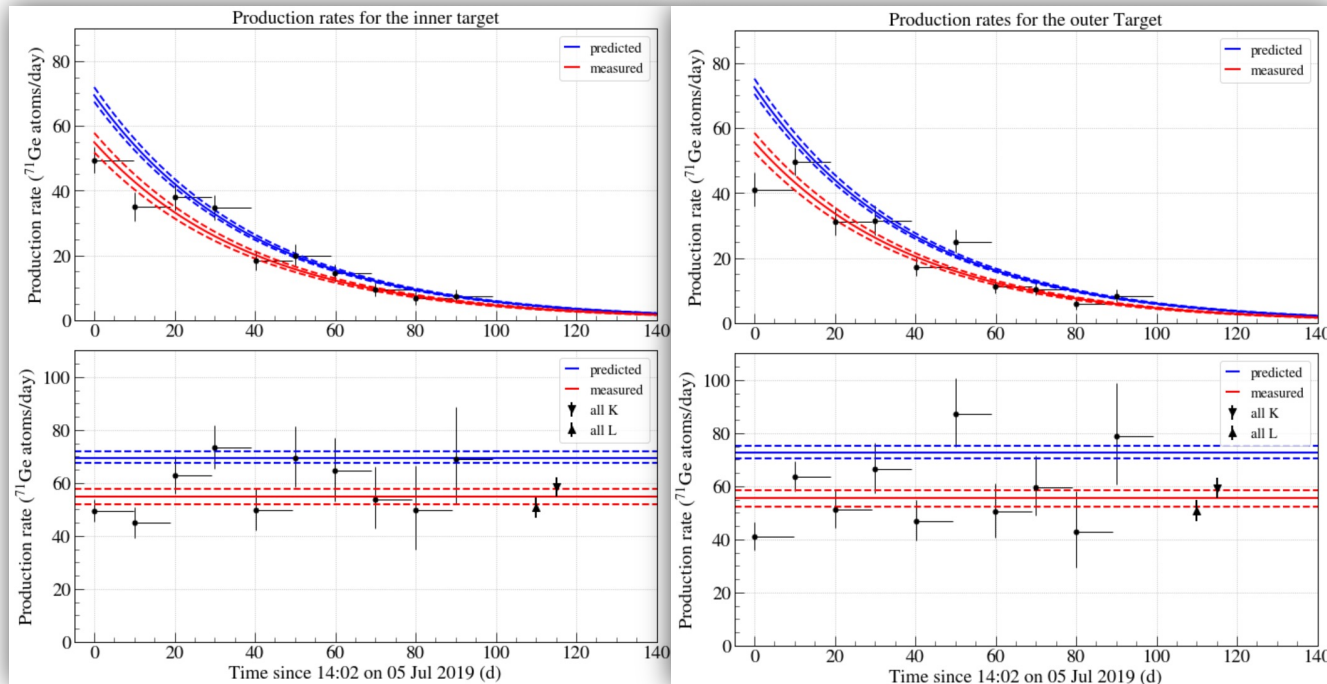 Production rates for the inner target
Production rate (⁷¹Ge atoms/day)
80
60
40
20
0
predicted
measured
0 20 40 60 80 100 120 140
Production rate (⁷¹Ge atoms/day)
100
80
60
40
20
0
predicted
measured
all K
all L
0 20 40 60 80 100 120 140
Time since 14:02 on 05 Jul 2019 (d)
Production rates for the outer Target
Production rate (⁷¹Ge atoms/day)
80
60
40
20
0
predicted
measured
0 20 40 60 80 100 120 140
Production rate (⁷¹Ge atoms/day)
100
80
60
40
20
0
predicted
measured
all K
all L
0 20 40 60 80 100 120 140
Time since 14:02 on 05 Jul 2019 (d)